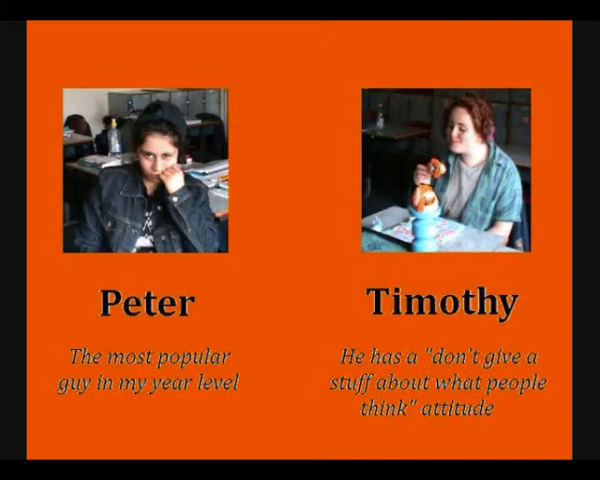 Peter
The most popular
guy in my year level
Timothy
He has a "don't give a
stuff about what people
think" attitude